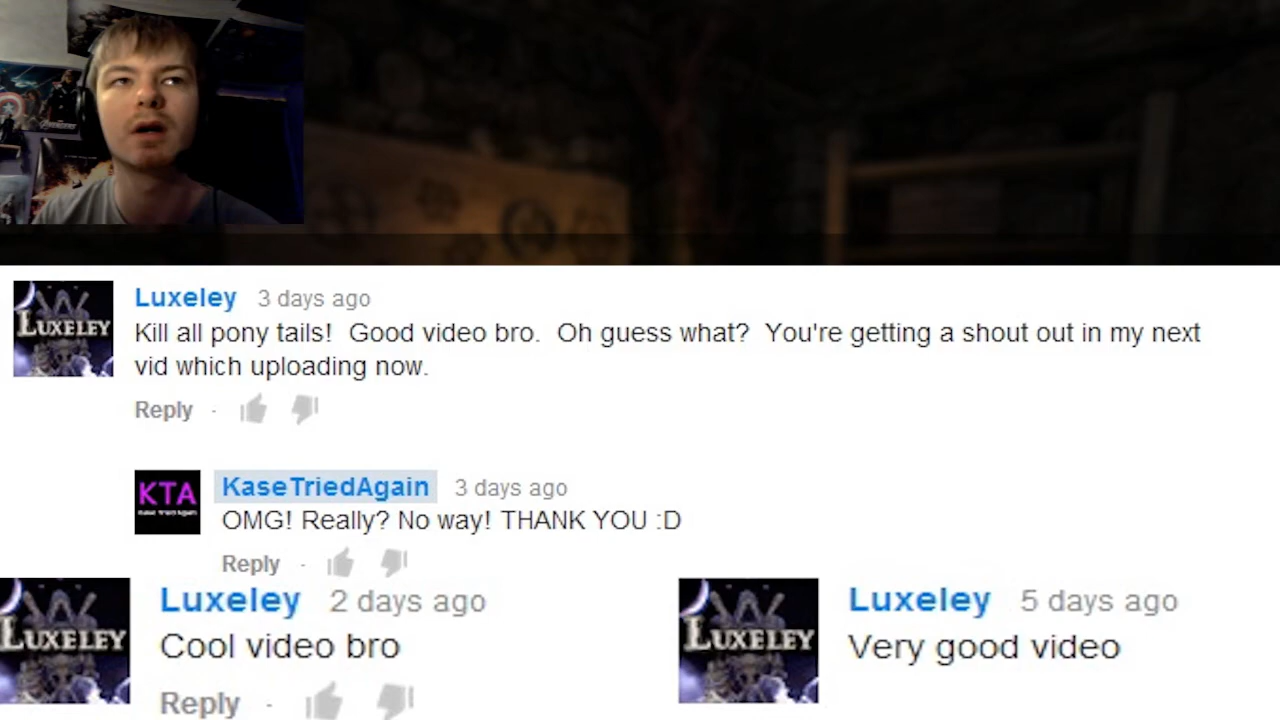 LUXELEY
Luxeley 3 days ago
Kill all pony tails! Good video bro. Oh guess what? You're getting a shout out in my next
vid which uploading now.
Reply ·
KTA
Kase Tried Again
KaseTriedAgain 3 days ago
OMG! Really? No way! THANK YOU :D
Reply ·
LUXELEY
Luxeley 2 days ago
Cool video bro
Reply ·
LUXELEY
Luxeley 5 days ago
Very good video